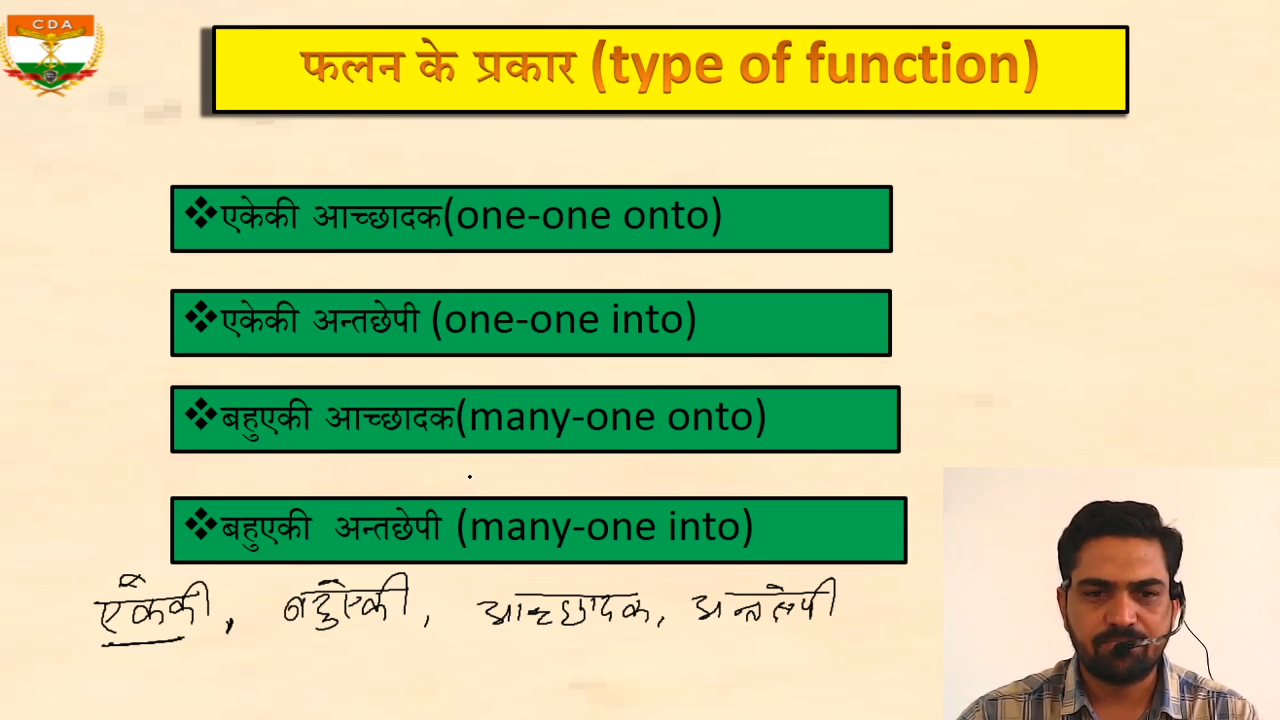 CDA
फलन के प्रकार (type of function)
❖एकेकी आच्छादक(one-one onto)
❖एकेकी अन्तछेपी (one-one into)
❖बहुएकी आच्छादक(many-one onto)
❖बहुएकी अन्तछेपी (many-one into)
एकेकी, बहुएकी, आच्छादक, अन्तक्षेपी